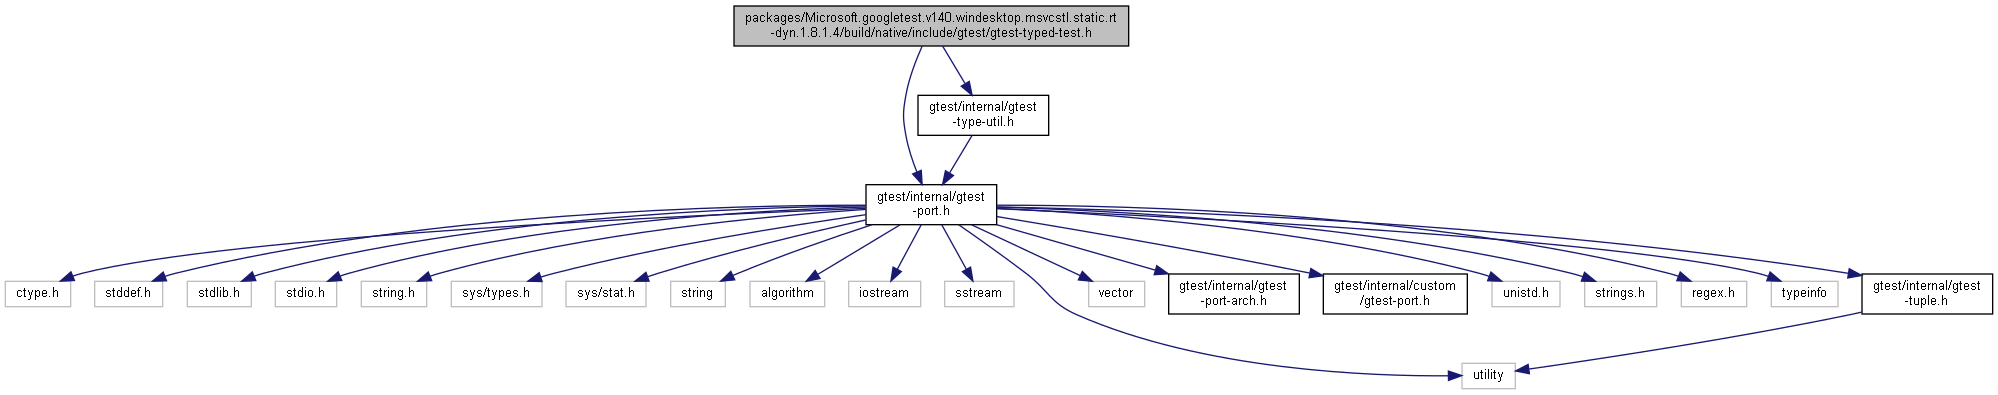 packages/Microsoft.googletest.v140.windesktop.msvcstl.static.rt
-dyn.1.8.1.4/build/native/include/gtest/gtest-typed-test.h
gtest/internal/gtest
-type-util.h
gtest/internal/gtest
-port.h
ctype.h
stddef.h
stdlib.h
stdio.h
string.h
sys/types.h
sys/stat.h
string
algorithm
iostream
sstream
vector
gtest/internal/gtest
-port-arch.h
gtest/internal/custom
/gtest-port.h
unistd.h
strings.h
regex.h
typeinfo
gtest/internal/gtest
-tuple.h
utility